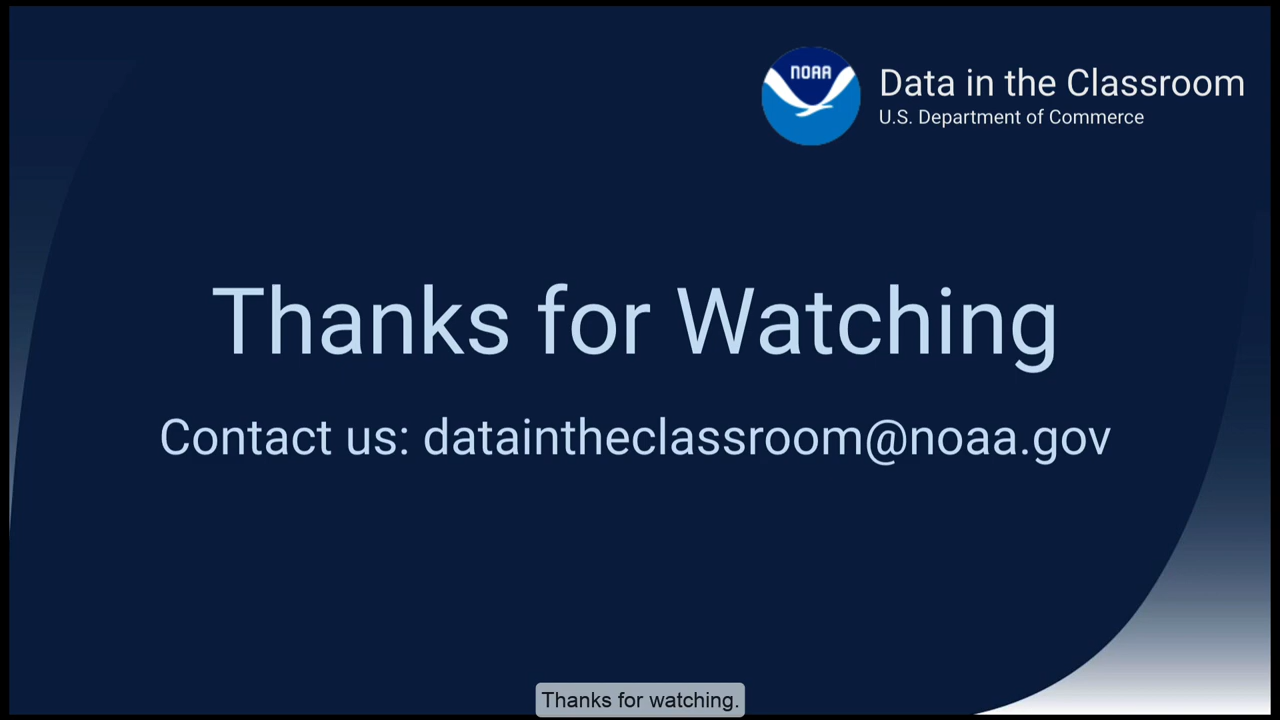 NOAA
Data in the Classroom
U.S. Department of Commerce
Thanks for Watching
Contact us: dataintheclassroom@noaa.gov
Thanks for watching.